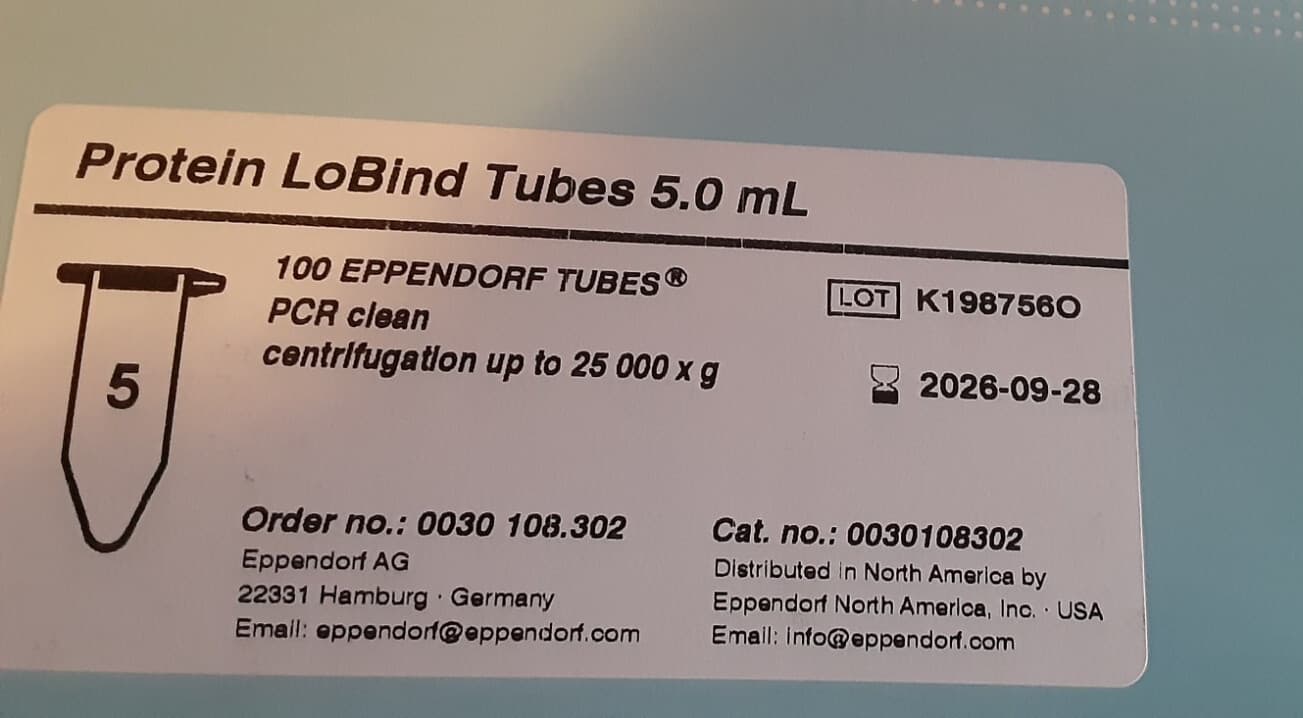 Protein LoBind Tubes 5.0 mL
100 EPPENDORF TUBES®
PCR clean
centrifugation up to 25 000 x g
5
LOT K198756O
2026-09-28
Order no.: 0030 108.302
Eppendorf AG
22331 Hamburg · Germany
Email: eppendorf@eppendorf.com
Cat. no.: 0030108302
Distributed in North America by
Eppendorf North America, Inc. · USA
Email: info@eppendorf.com